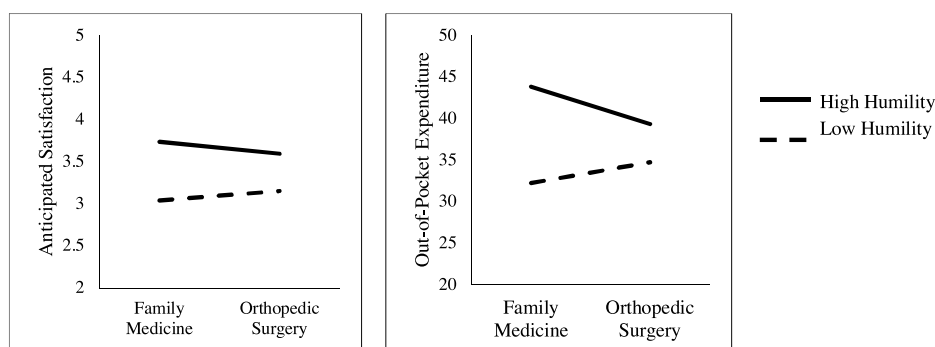 Anticipated Satisfaction
5
4.5
4
3.5
3
2.5
2
Family
Medicine
Orthopedic
Surgery
Out-of-Pocket Expenditure
50
45
40
35
30
25
20
Family
Medicine
Orthopedic
Surgery
High Humility
Low Humility